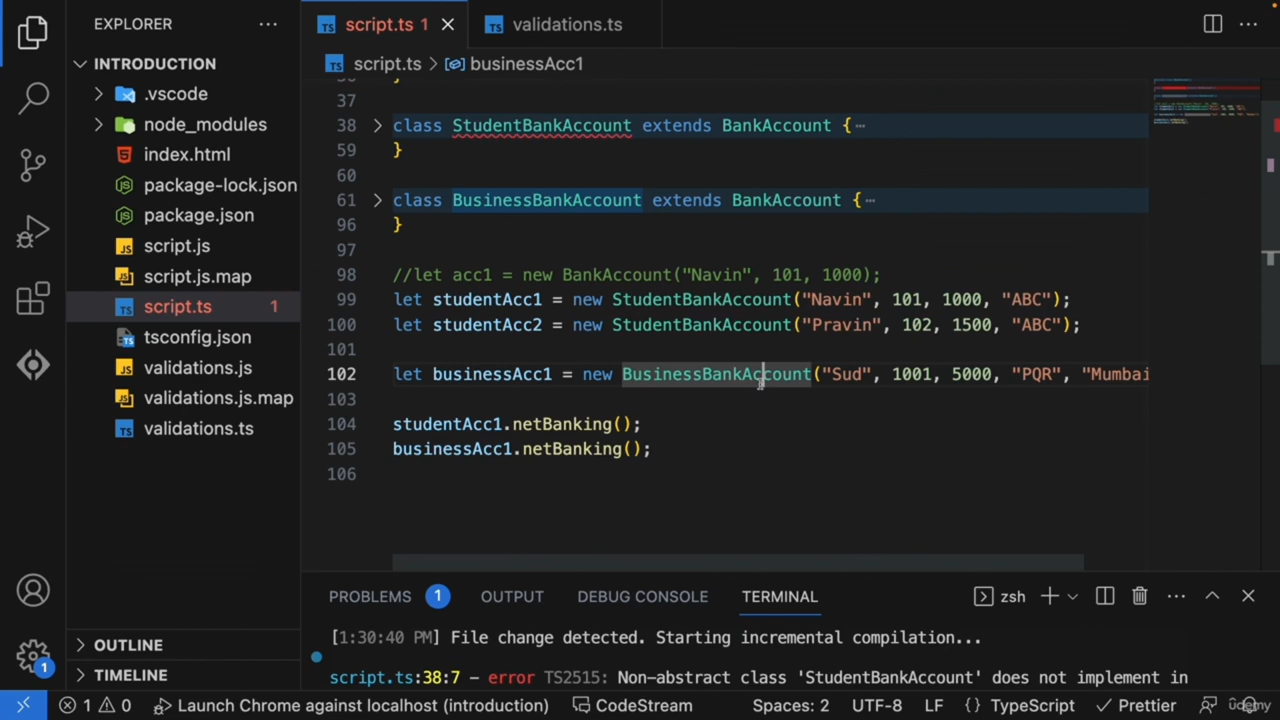 EXPLORER
script.ts 1
validations.ts
INTRODUCTION
script.ts > businessAcc1
.vscode
node_modules
index.html
package-lock.json
package.json
script.js
script.js.map
script.ts 1
tsconfig.json
validations.js
validations.js.map
validations.ts
OUTLINE
TIMELINE
37
38 class StudentBankAccount extends BankAccount {
59 }
60
61 class BusinessBankAccount extends BankAccount {
96 }
97
98 //let acc1 = new BankAccount("Navin", 101, 1000);
99 let studentAcc1 = new StudentBankAccount("Navin", 101, 1000, "ABC");
100 let studentAcc2 = new StudentBankAccount("Pravin", 102, 1500, "ABC");
101
102 let businessAcc1 = new BusinessBankAccount("Sud", 1001, 5000, "PQR", "Mumbai
103
104 studentAcc1.netBanking();
105 businessAcc1.netBanking();
106
PROBLEMS 1 OUTPUT DEBUG CONSOLE TERMINAL zsh
[1:30:40 PM] File change detected. Starting incremental compilation...
script.ts:38:7 - error TS2515: Non-abstract class 'StudentBankAccount' does not implement in
1 0 Launch Chrome against localhost (introduction) CodeStream Spaces: 2 UTF-8 LF {} TypeScript Prettier
1
udemy